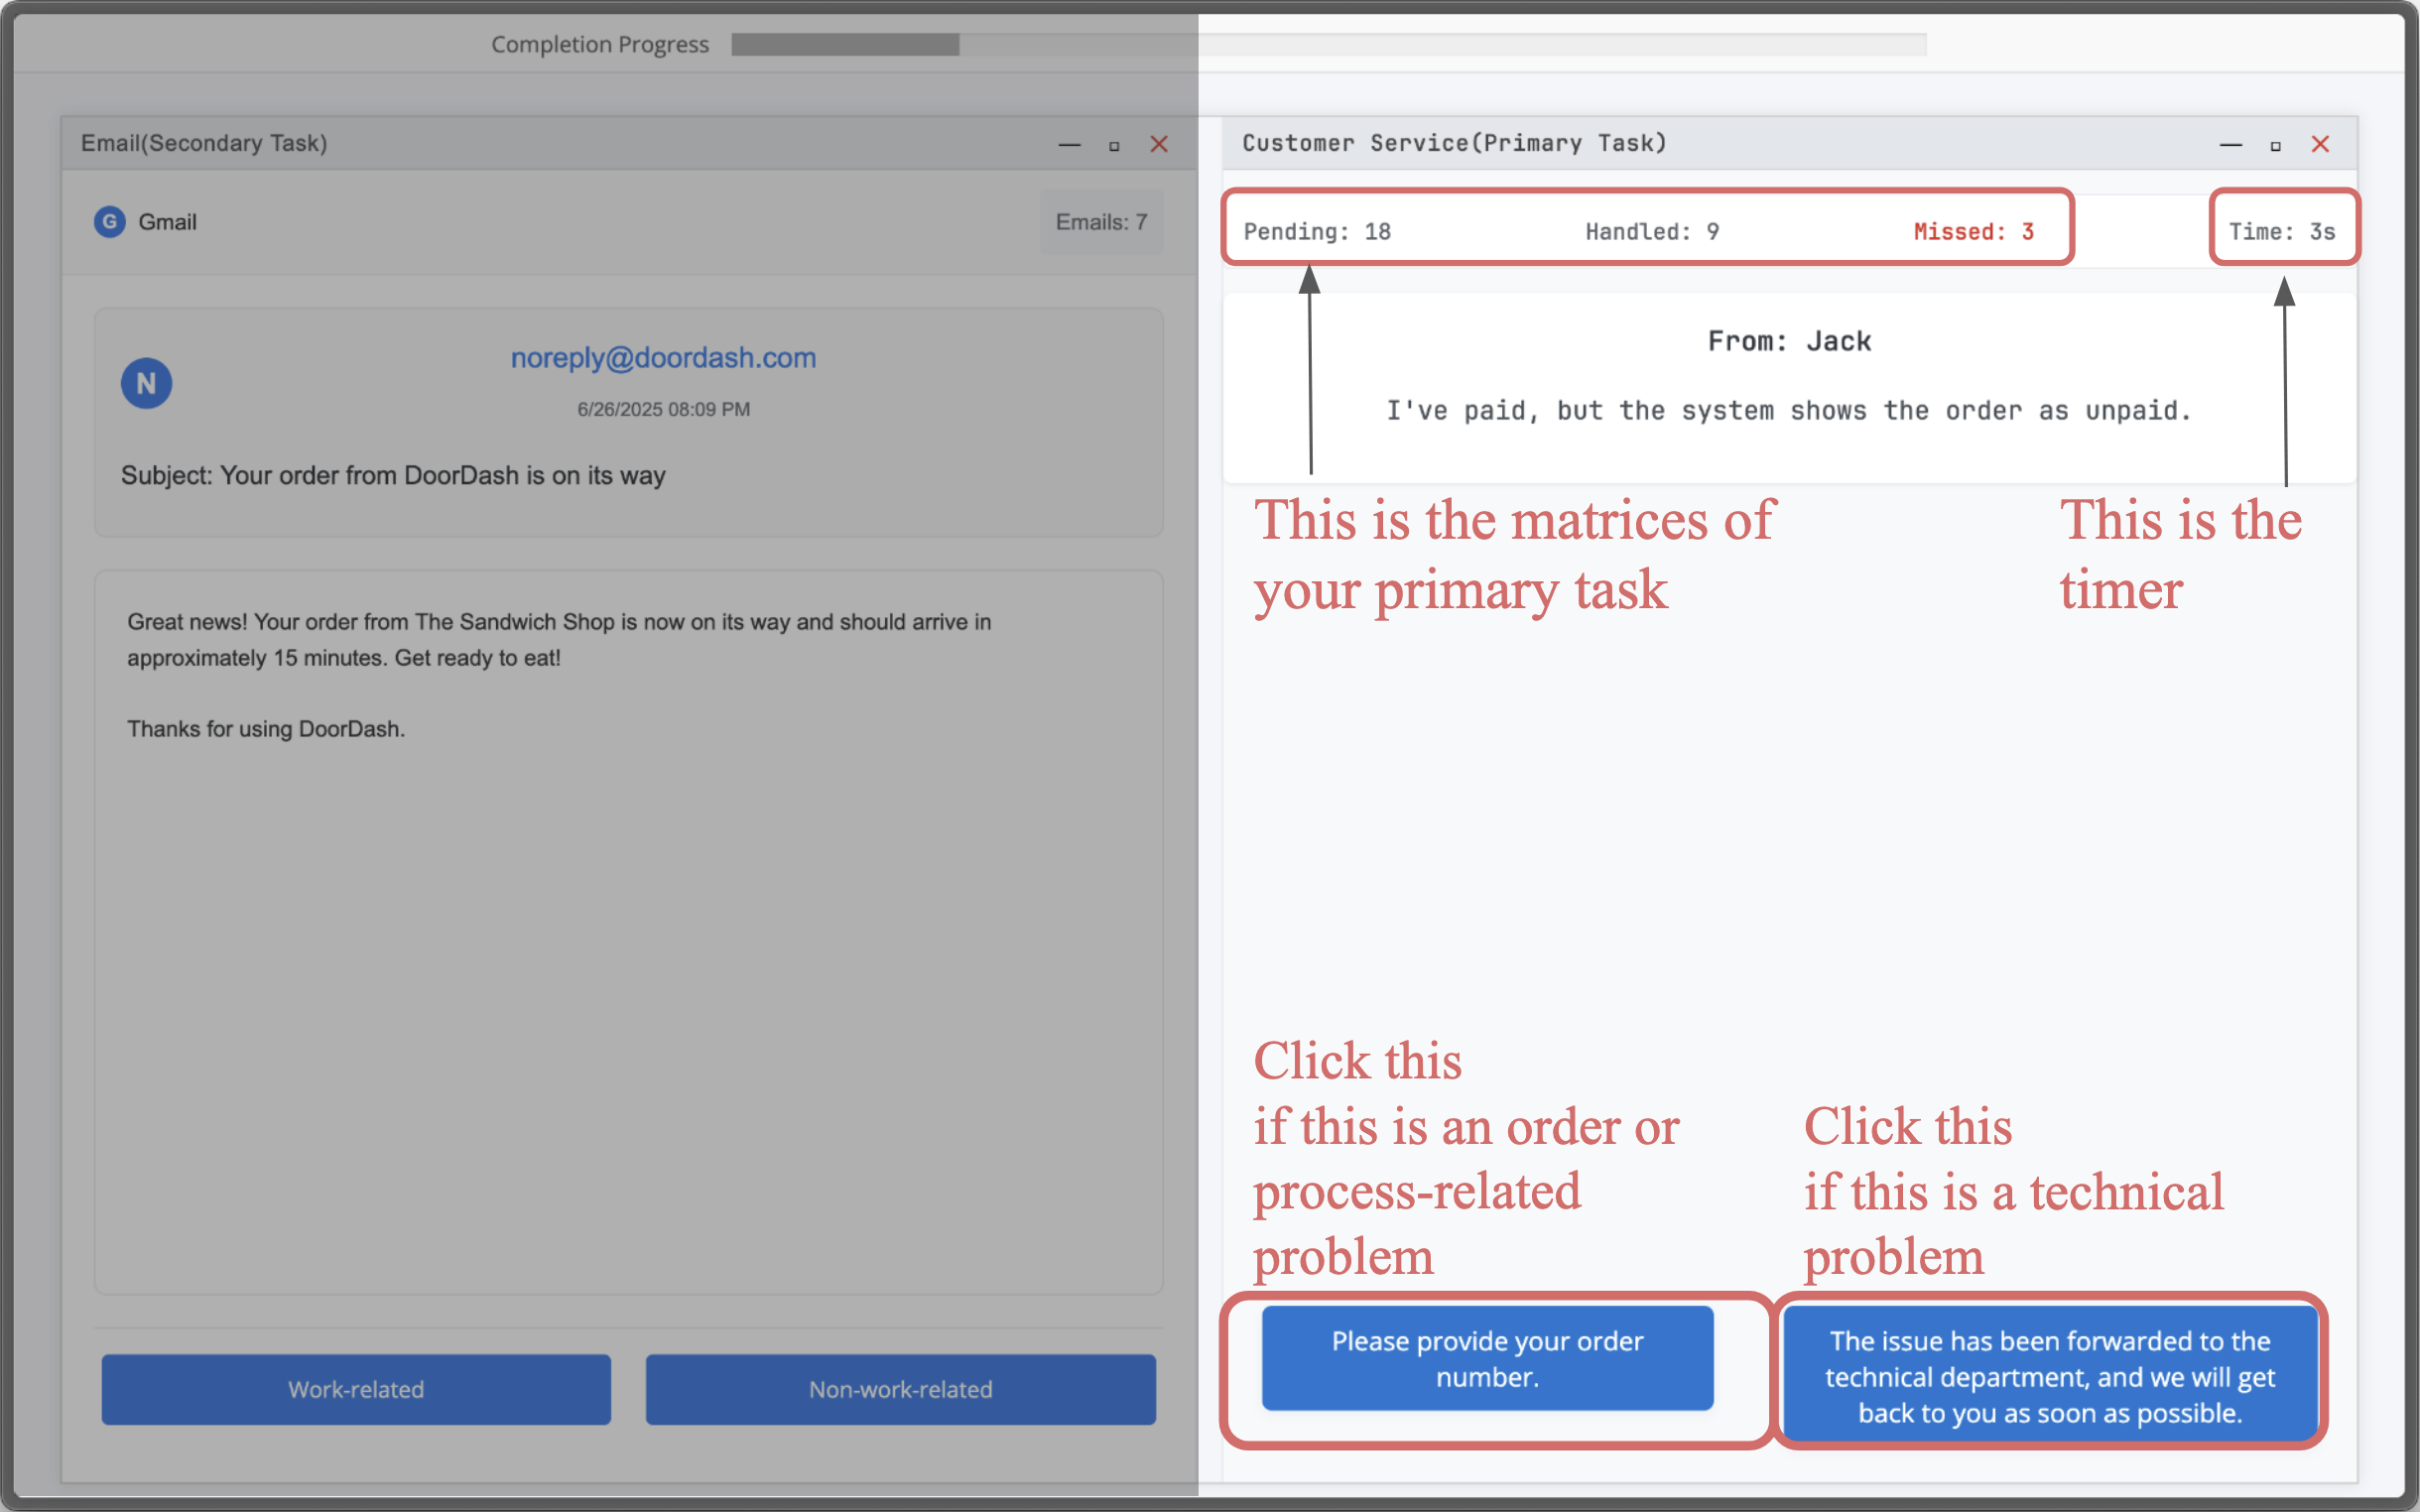 Completion Progress
Email(Secondary Task)
G Gmail
Emails: 7
N
noreply@doordash.com
6/26/2025 08:09 PM
Subject: Your order from DoorDash is on its way
Great news! Your order from The Sandwich Shop is now on its way and should arrive in
approximately 15 minutes. Get ready to eat!
Thanks for using DoorDash.
Work-related
Non-work-related
Customer Service(Primary Task)
Pending: 18
Handled: 9
Missed: 3
Time: 3s
From: Jack
I've paid, but the system shows the order as unpaid.
This is the matrices of
your primary task
This is the
timer
Click this
if this is an order or
process-related
problem
Click this
if this is a technical
problem
Please provide your order
number.
The issue has been forwarded to the
technical department, and we will get
back to you as soon as possible.